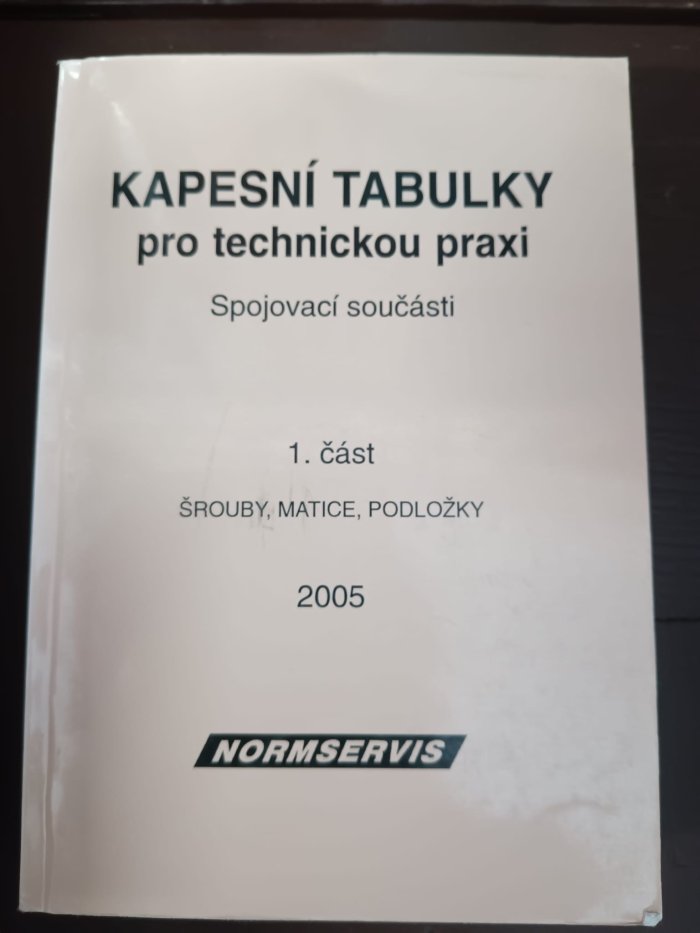 KAPESNÍ TABULKY
pro technickou praxi
Spojovací součásti
1. část
ŠROUBY, MATICE, PODLOŽKY
2005
NORMSERVIS